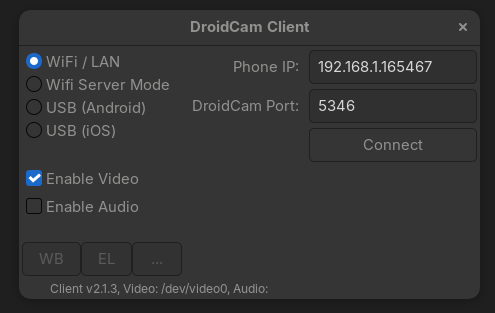 DroidCam Client ×
WiFi / LAN
Wifi Server Mode
USB (Android)
USB (iOS)
Phone IP: 192.168.1.165467
DroidCam Port: 5346
Connect
Enable Video
Enable Audio
WB EL ...
Client v2.1.3, Video: /dev/video0, Audio: